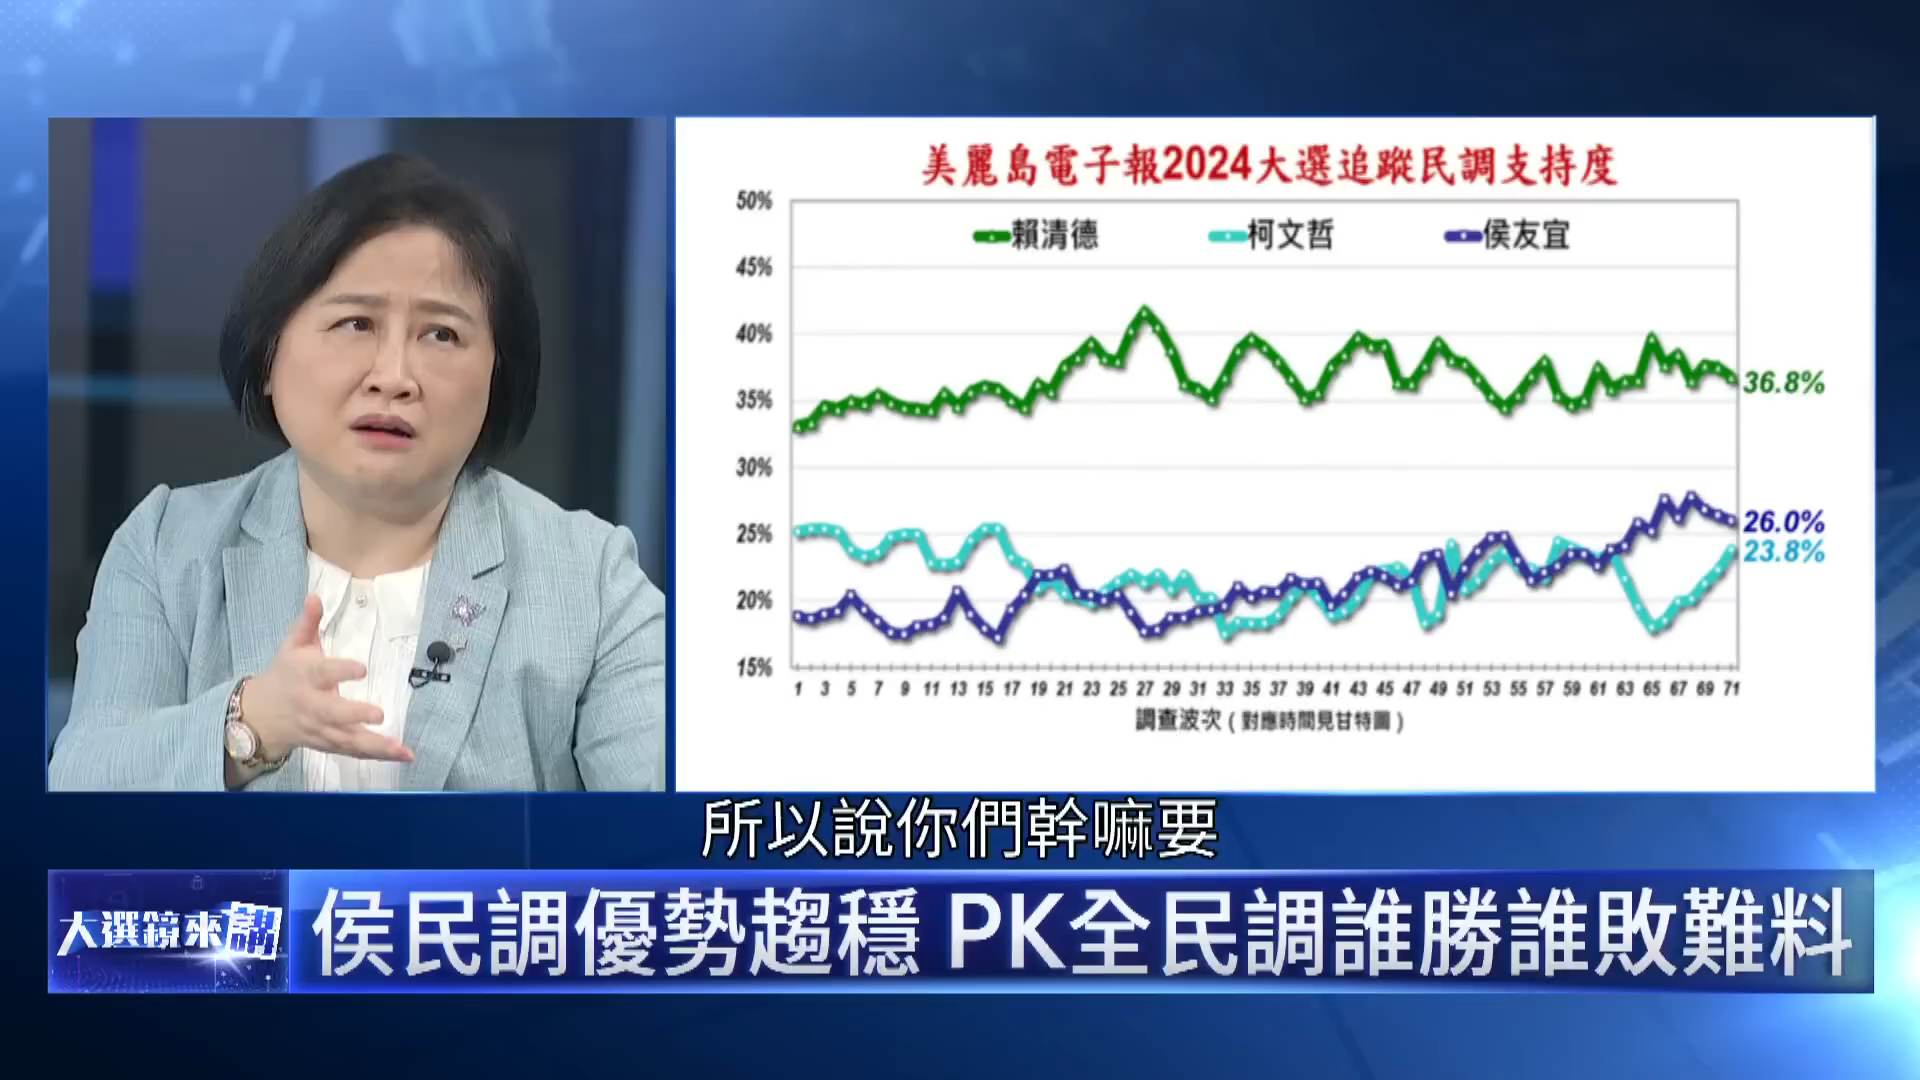 美麗島電子報2024大選追蹤民調支持度
賴清德 柯文哲 侯友宜
50%
45%
40%
35%
30%
25%
20%
15%
36.8%
26.0%
23.8%
1 3 5 7 9 11 13 15 17 19 21 23 25 27 29 31 33 35 37 39 41 43 45 47 49 51 53 55 57 59 61 63 65 67 69 71
調查波次（對應時間見甘特圖）
所以說你們幹嘛要
大選鏡來講
侯民調優勢趨穩 PK全民調誰勝誰敗難料